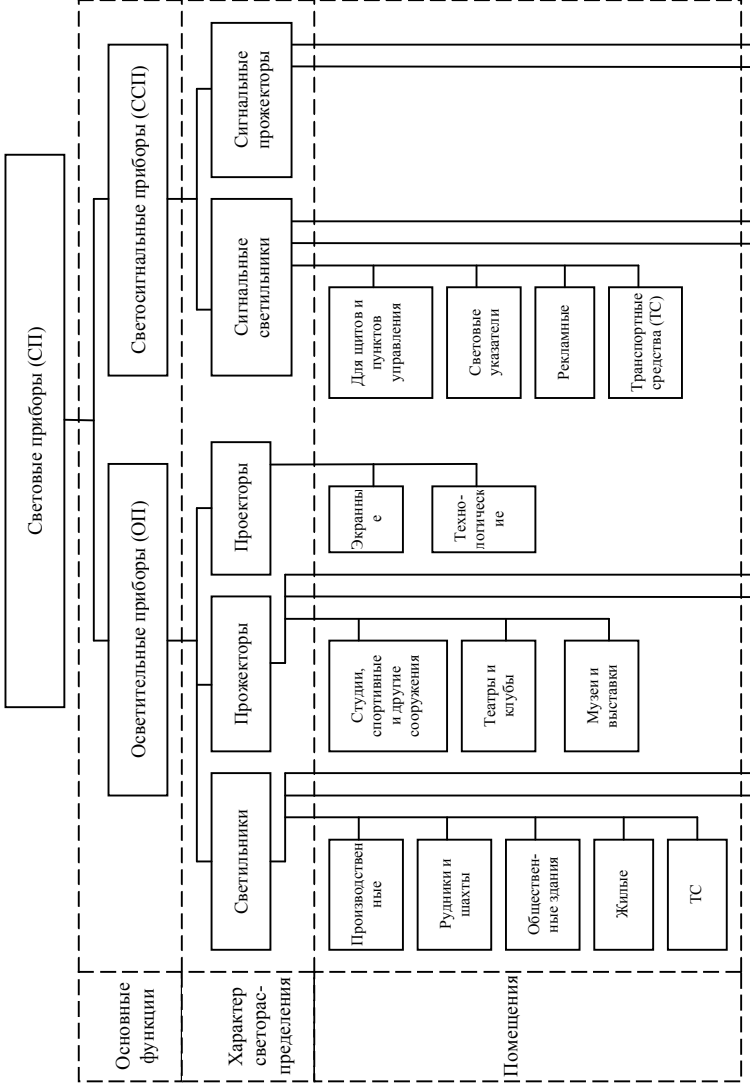 Световые приборы (СП)
Основные
функции
Осветительные приборы (ОП)
Светосигнальные приборы (ССП)
Характер
светорас-
пределения
Светильники
Прожекторы
Проекторы
Сигнальные
светильники
Сигнальные
прожекторы
Помещения
Производствен
ные
Рудники и
шахты
Обществен-
ные здания
Жилые
ТС
Студии,
спортивные
и другие
сооружения
Театры и
клубы
Музеи и
выставки
Экранны
е
Техно-
логическ
ие
Для щитов и
пунктов
управления
Световые
указатели
Рекламные
Транспортные
средства (ТС)